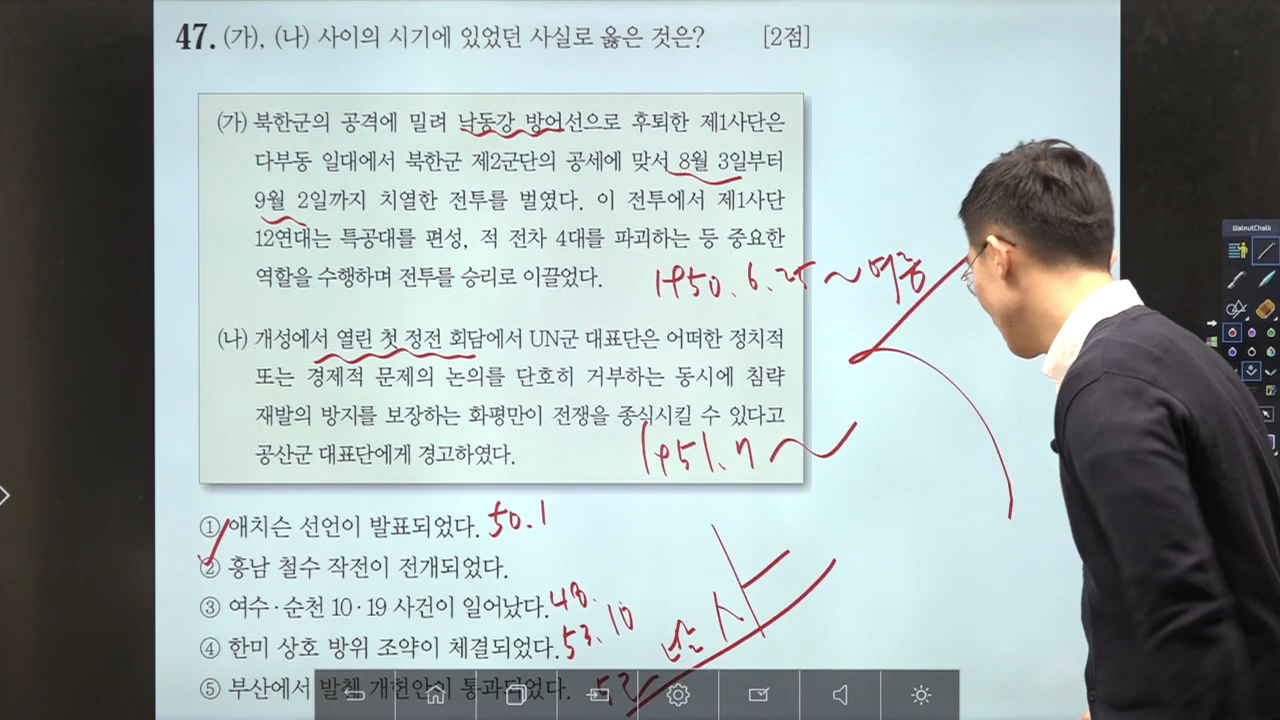 47. (가), (나) 사이의 시기에 있었던 사실로 옳은 것은? [2점]
(가) 북한군의 공격에 밀려 낙동강 방어선으로 후퇴한 제1사단은
다부동 일대에서 북한군 제2군단의 공세에 맞서 8월 3일부터
9월 2일까지 치열한 전투를 벌였다. 이 전투에서 제1사단
12연대는 특공대를 편성, 적 전차 4대를 파괴하는 등 중요한
역할을 수행하며 전투를 승리로 이끌었다.
1950. 6. 25 ~ 여름
(나) 개성에서 열린 첫 정전 회담에서 UN군 대표단은 어떠한 정치적
또는 경제적 문제의 논의를 단호히 거부하는 동시에 침략
재발의 방지를 보장하는 화평만이 전쟁을 종식시킬 수 있다고
공산군 대표단에게 경고하였다.
1951. 7 ~
① 애치슨 선언이 발표되었다. 50. 1
② 흥남 철수 작전이 전개되었다.
③ 여수·순천 10·19 사건이 일어났다. 48.
④ 한미 상호 방위 조약이 체결되었다. 53. 10
⑤ 부산에서 발췌 개헌안이 통과되었다. 52
WalnutChalk